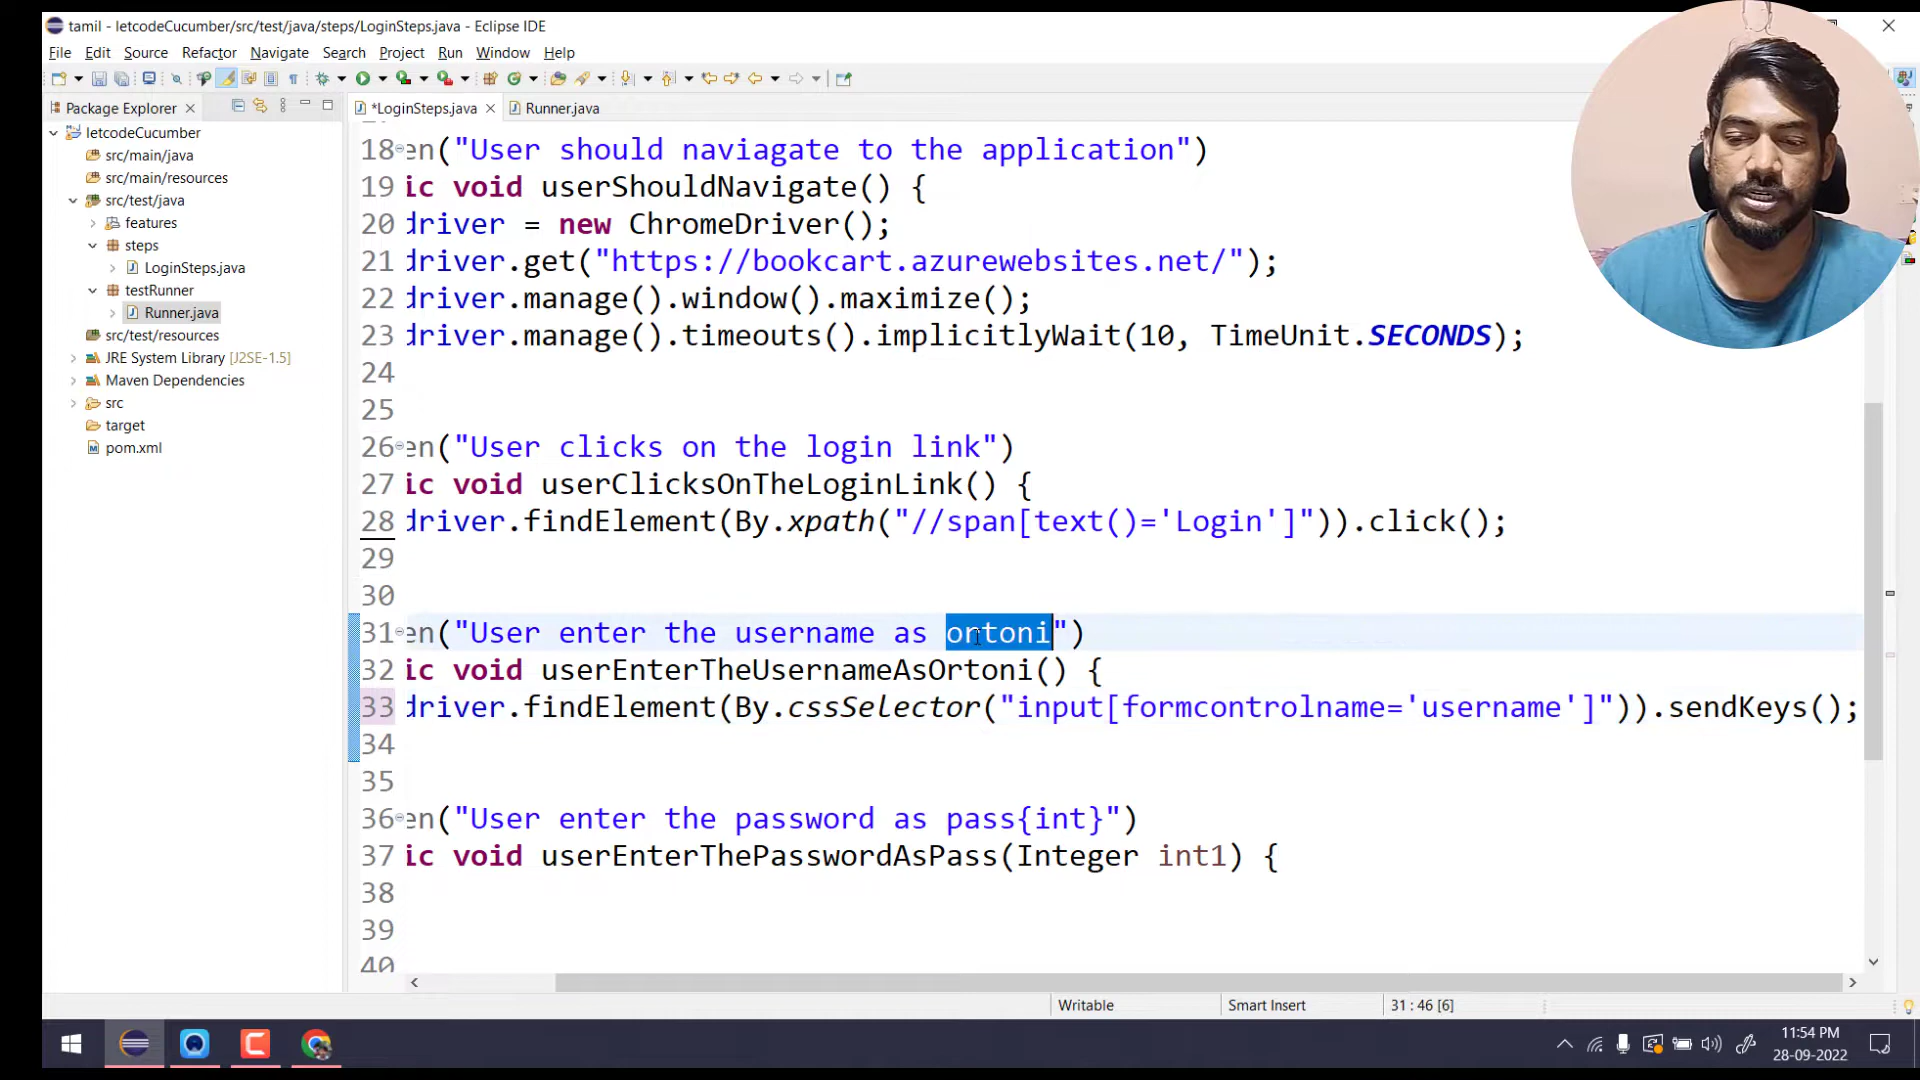 tamil - letcodeCucumber/src/test/java/steps/LoginSteps.java - Eclipse IDE
File Edit Source Refactor Navigate Search Project Run Window Help
Package Explorer
*LoginSteps.java
Runner.java
letcodeCucumber
src/main/java
src/main/resources
src/test/java
features
steps
LoginSteps.java
testRunner
Runner.java
src/test/resources
JRE System Library [J2SE-1.5]
Maven Dependencies
src
target
pom.xml
18 en("User should naviagate to the application")
19 ic void userShouldNavigate() {
20 driver = new ChromeDriver();
21 driver.get("https://bookcart.azurewebsites.net/");
22 driver.manage().window().maximize();
23 driver.manage().timeouts().implicitlyWait(10, TimeUnit.SECONDS);
24
25
26 en("User clicks on the login link")
27 ic void userClicksOnTheLoginLink() {
28 driver.findElement(By.xpath("//span[text()='Login']")).click();
29
30
31 en("User enter the username as ortoni")
32 ic void userEnterTheUsernameAsOrtoni() {
33 driver.findElement(By.cssSelector("input[formcontrolname='username']")).sendKeys();
34
35
36 en("User enter the password as pass{int}")
37 ic void userEnterThePasswordAsPass(Integer int1) {
38
39
40
Writable
Smart Insert
31 : 46 [6]
11:54 PM
28-09-2022